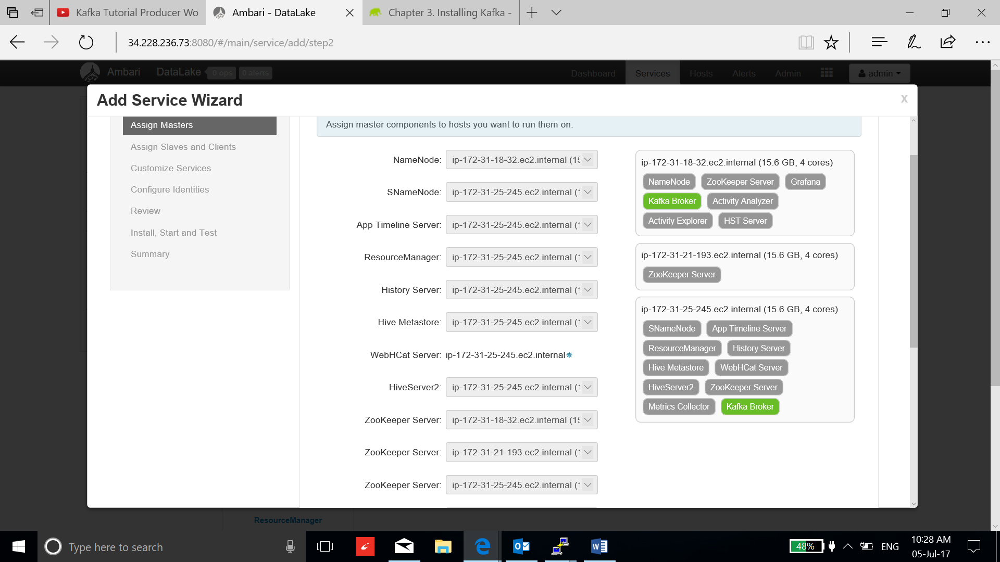 Kafka Tutorial Producer Wo
Ambari - DataLake
Chapter 3. Installing Kafka -
34.228.236.73:8080/#/main/service/add/step2
Ambari
DataLake
0 ops
0 alerts
Dashboard
Services
Hosts
Alerts
Admin
admin
Add Service Wizard
X
Assign Masters
Assign Slaves and Clients
Customize Services
Configure Identities
Review
Install, Start and Test
Summary
Assign master components to hosts you want to run them on.
NameNode: ip-172-31-18-32.ec2.internal (15
SNameNode: ip-172-31-25-245.ec2.internal (1
App Timeline Server: ip-172-31-25-245.ec2.internal (1
ResourceManager: ip-172-31-25-245.ec2.internal (1
History Server: ip-172-31-25-245.ec2.internal (1
Hive Metastore: ip-172-31-25-245.ec2.internal (1
WebHCat Server: ip-172-31-25-245.ec2.internal*
HiveServer2: ip-172-31-25-245.ec2.internal (1
ZooKeeper Server: ip-172-31-18-32.ec2.internal (15
ZooKeeper Server: ip-172-31-21-193.ec2.internal (1
ZooKeeper Server: ip-172-31-25-245.ec2.internal (1
ip-172-31-18-32.ec2.internal (15.6 GB, 4 cores)
NameNode ZooKeeper Server Grafana
Kafka Broker Activity Analyzer
Activity Explorer HST Server
ip-172-31-21-193.ec2.internal (15.6 GB, 4 cores)
ZooKeeper Server
ip-172-31-25-245.ec2.internal (15.6 GB, 4 cores)
SNameNode App Timeline Server
ResourceManager History Server
Hive Metastore WebHCat Server
HiveServer2 ZooKeeper Server
Metrics Collector Kafka Broker
ResourceManager
Type here to search
48%
ENG
10:28 AM
05-Jul-17